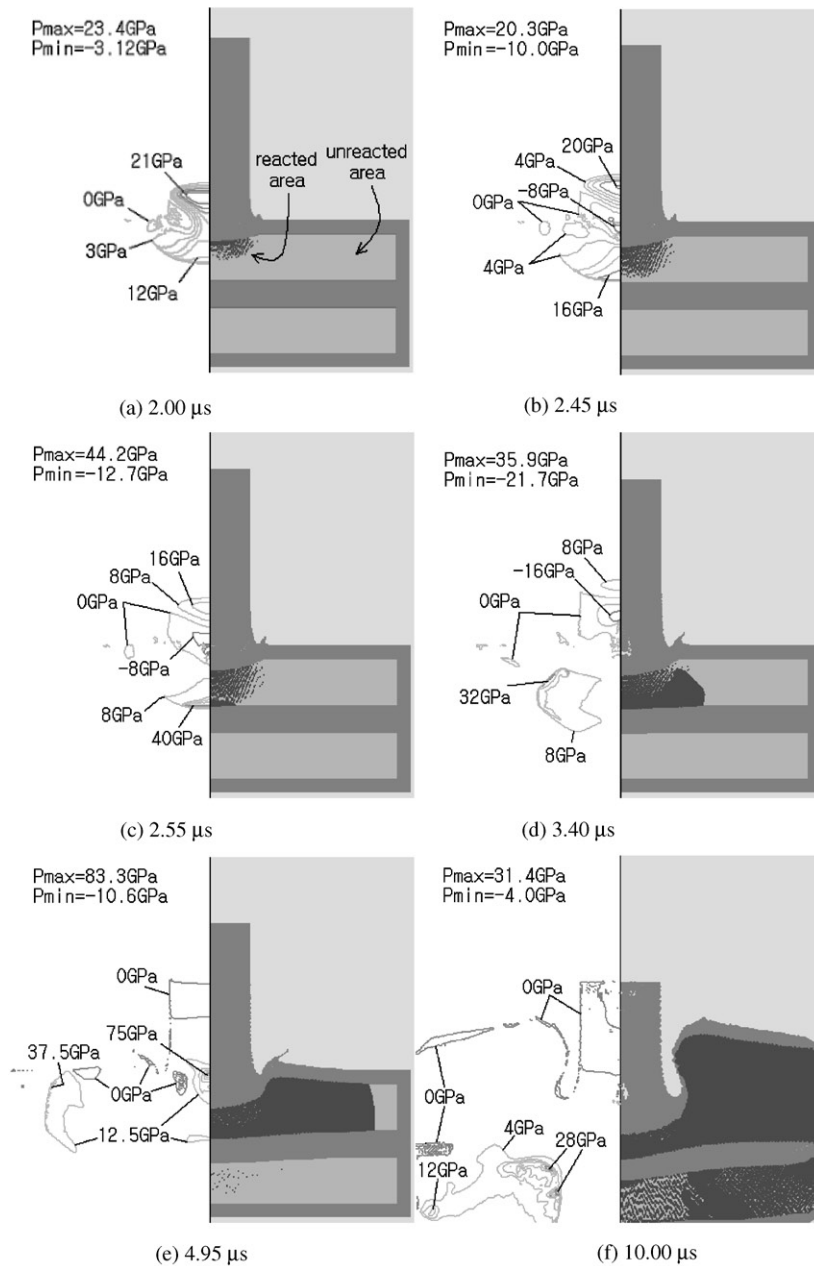 Pmax=23.4GPa
Pmin=-3.12GPa
21GPa
reacted
area
unreacted
area
0GPa
3GPa
12GPa
(a) 2.00 μs
Pmax=20.3GPa
Pmin=-10.0GPa
20GPa
4GPa
0GPa
-8GPa
4GPa
16GPa
(b) 2.45 μs
Pmax=44.2GPa
Pmin=-12.7GPa
16GPa
8GPa
0GPa
-8GPa
8GPa
40GPa
(c) 2.55 μs
Pmax=35.9GPa
Pmin=-21.7GPa
8GPa
-16GPa
0GPa
32GPa
8GPa
(d) 3.40 μs
Pmax=83.3GPa
Pmin=-10.6GPa
0GPa
75GPa
37.5GPa
0GPa
12.5GPa
(e) 4.95 μs
Pmax=31.4GPa
Pmin=-4.0GPa
0GPa
0GPa
4GPa
28GPa
12GPa
(f) 10.00 μs